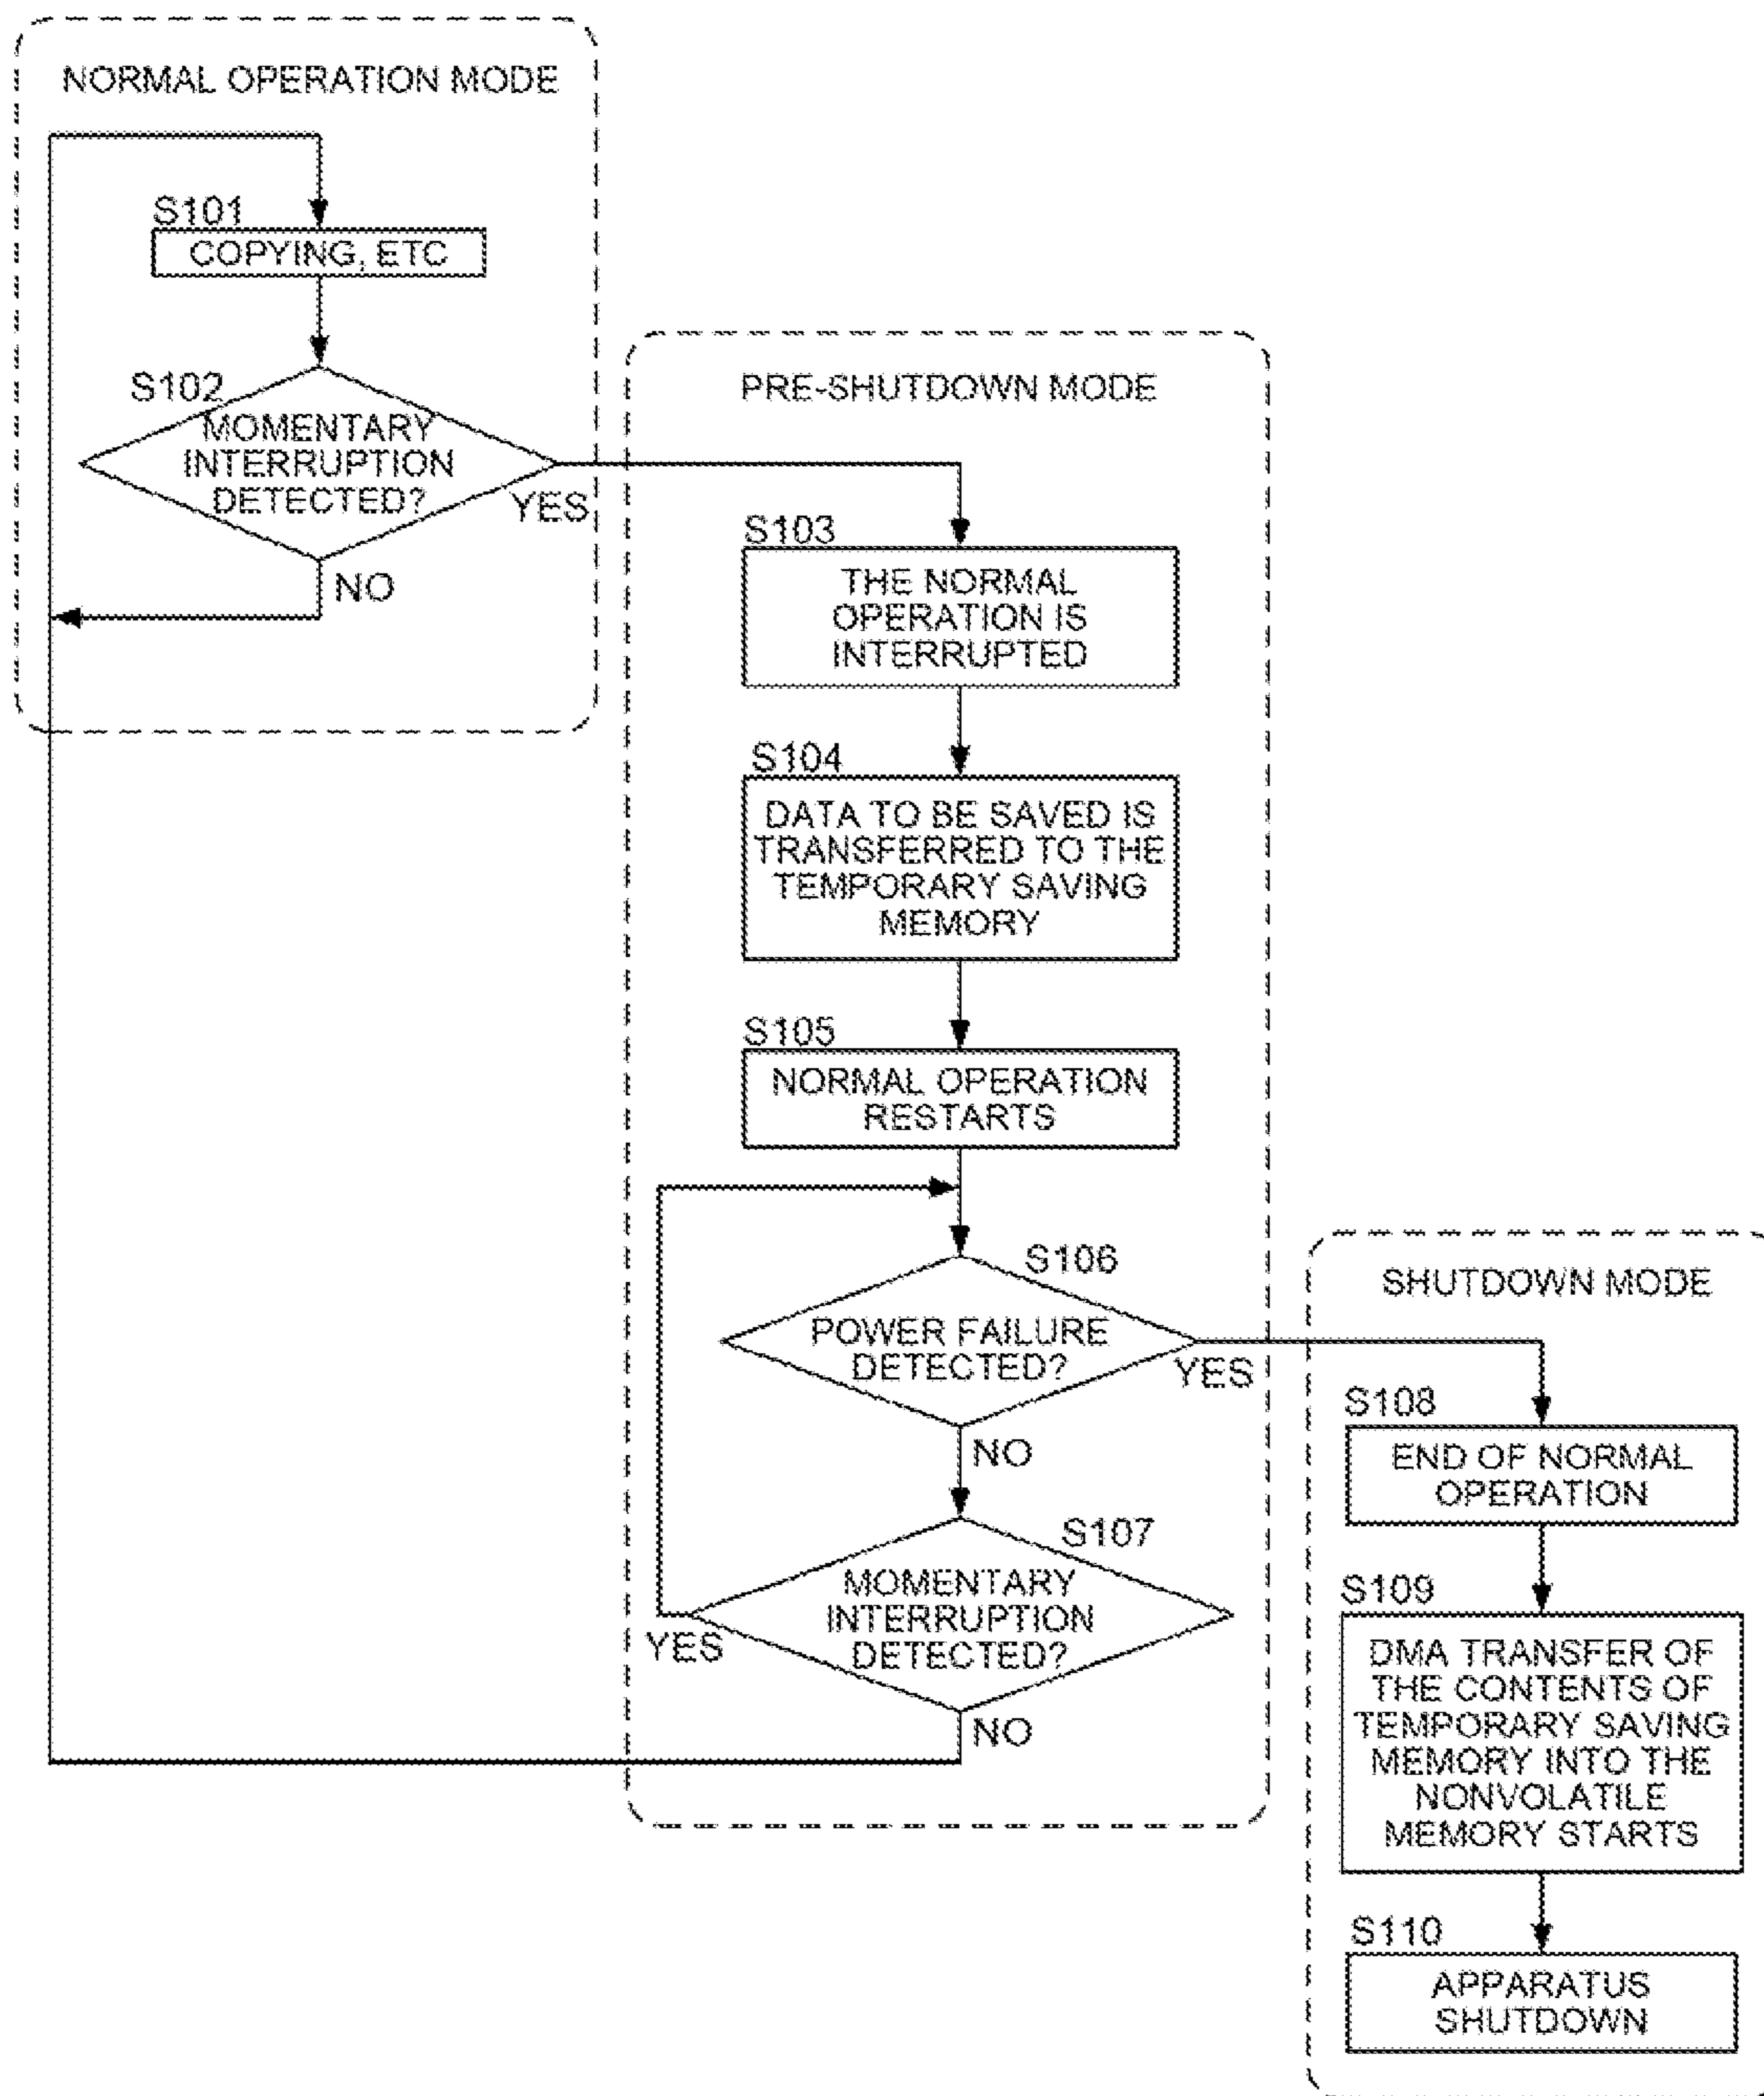 NORMAL OPERATION MODE
S101
COPYING, ETC
S102
MOMENTARY
INTERRUPTION
DETECTED?
YES
NO
PRE-SHUTDOWN MODE
S103
THE NORMAL
OPERATION IS
INTERRUPTED
S104
DATA TO BE SAVED IS
TRANSFERRED TO THE
TEMPORARY SAVING
MEMORY
S105
NORMAL OPERATION
RESTARTS
S106
POWER FAILURE
DETECTED?
YES
NO
S107
MOMENTARY
INTERRUPTION
DETECTED?
YES
NO
SHUTDOWN MODE
S108
END OF NORMAL
OPERATION
S109
DMA TRANSFER OF
THE CONTENTS OF
TEMPORARY SAVING
MEMORY INTO THE
NONVOLATILE
MEMORY STARTS
S110
APPARATUS
SHUTDOWN